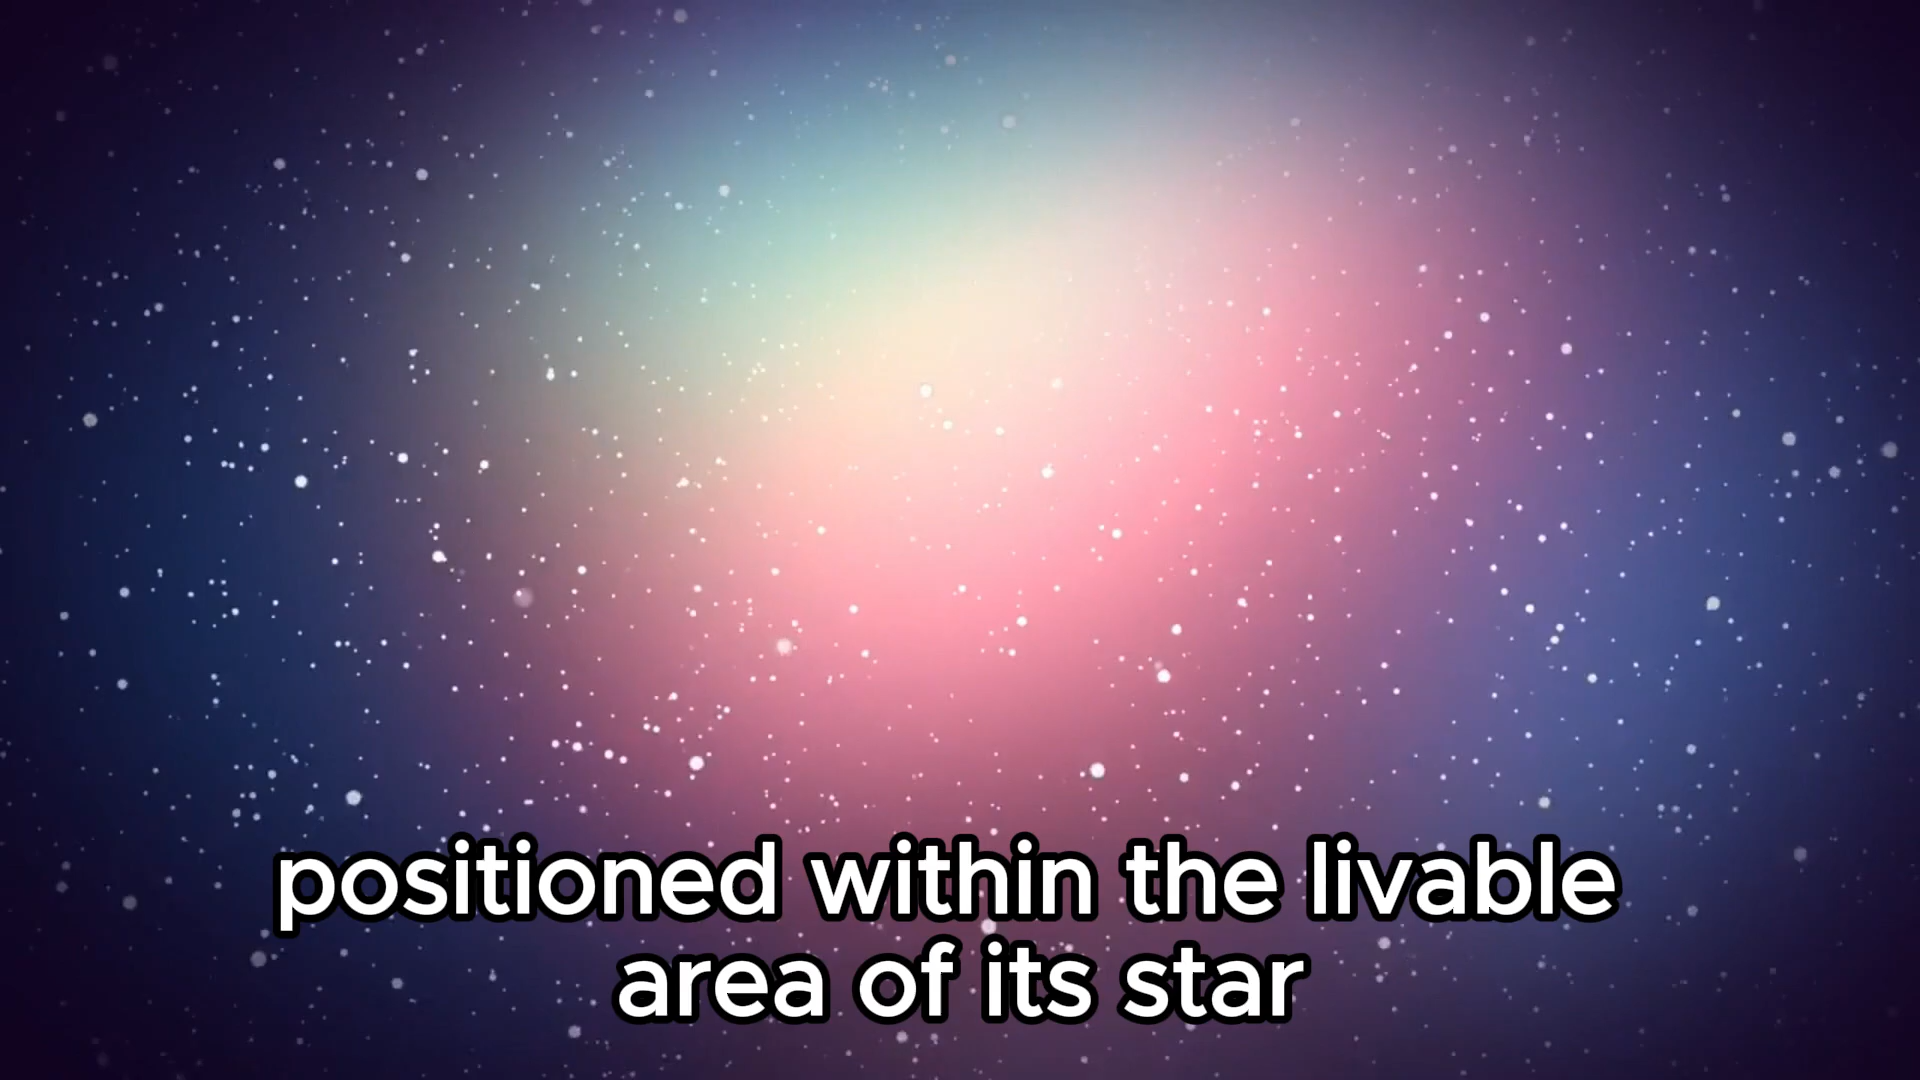 positioned within the livable
area of its star